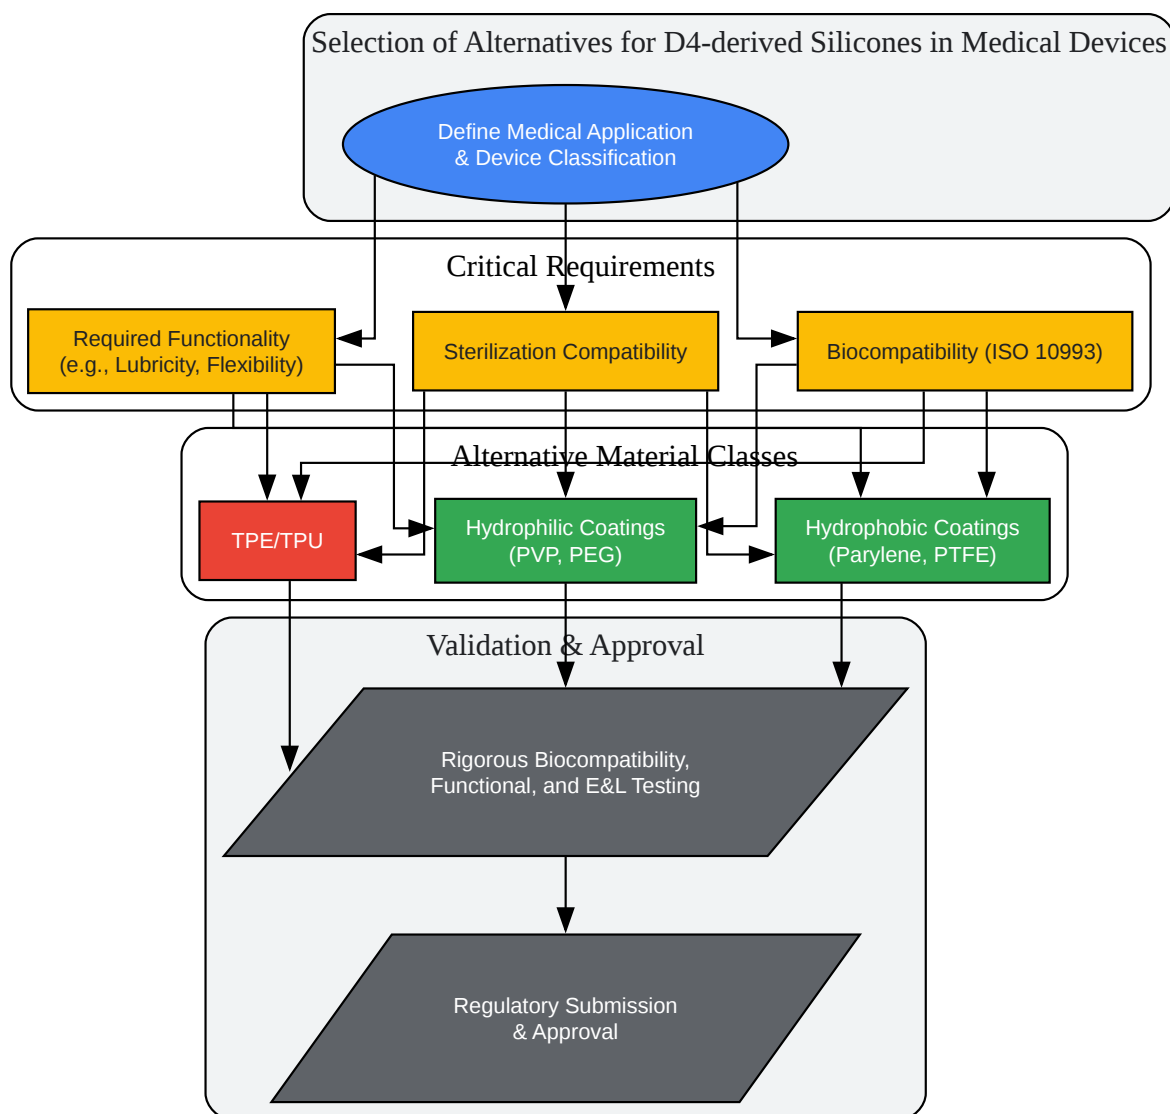 Selection of Alternatives for D4-derived Silicones in Medical Devices
Define Medical Application
& Device Classification
Critical Requirements
Required Functionality
(e.g., Lubricity, Flexibility)
Sterilization Compatibility
Biocompatibility (ISO 10993)
Alternative Material Classes
TPE/TPU
Hydrophilic Coatings
(PVP, PEG)
Hydrophobic Coatings
(Parylene, PTFE)
Validation & Approval
Rigorous Biocompatibility,
Functional, and E&L Testing
Regulatory Submission
& Approval